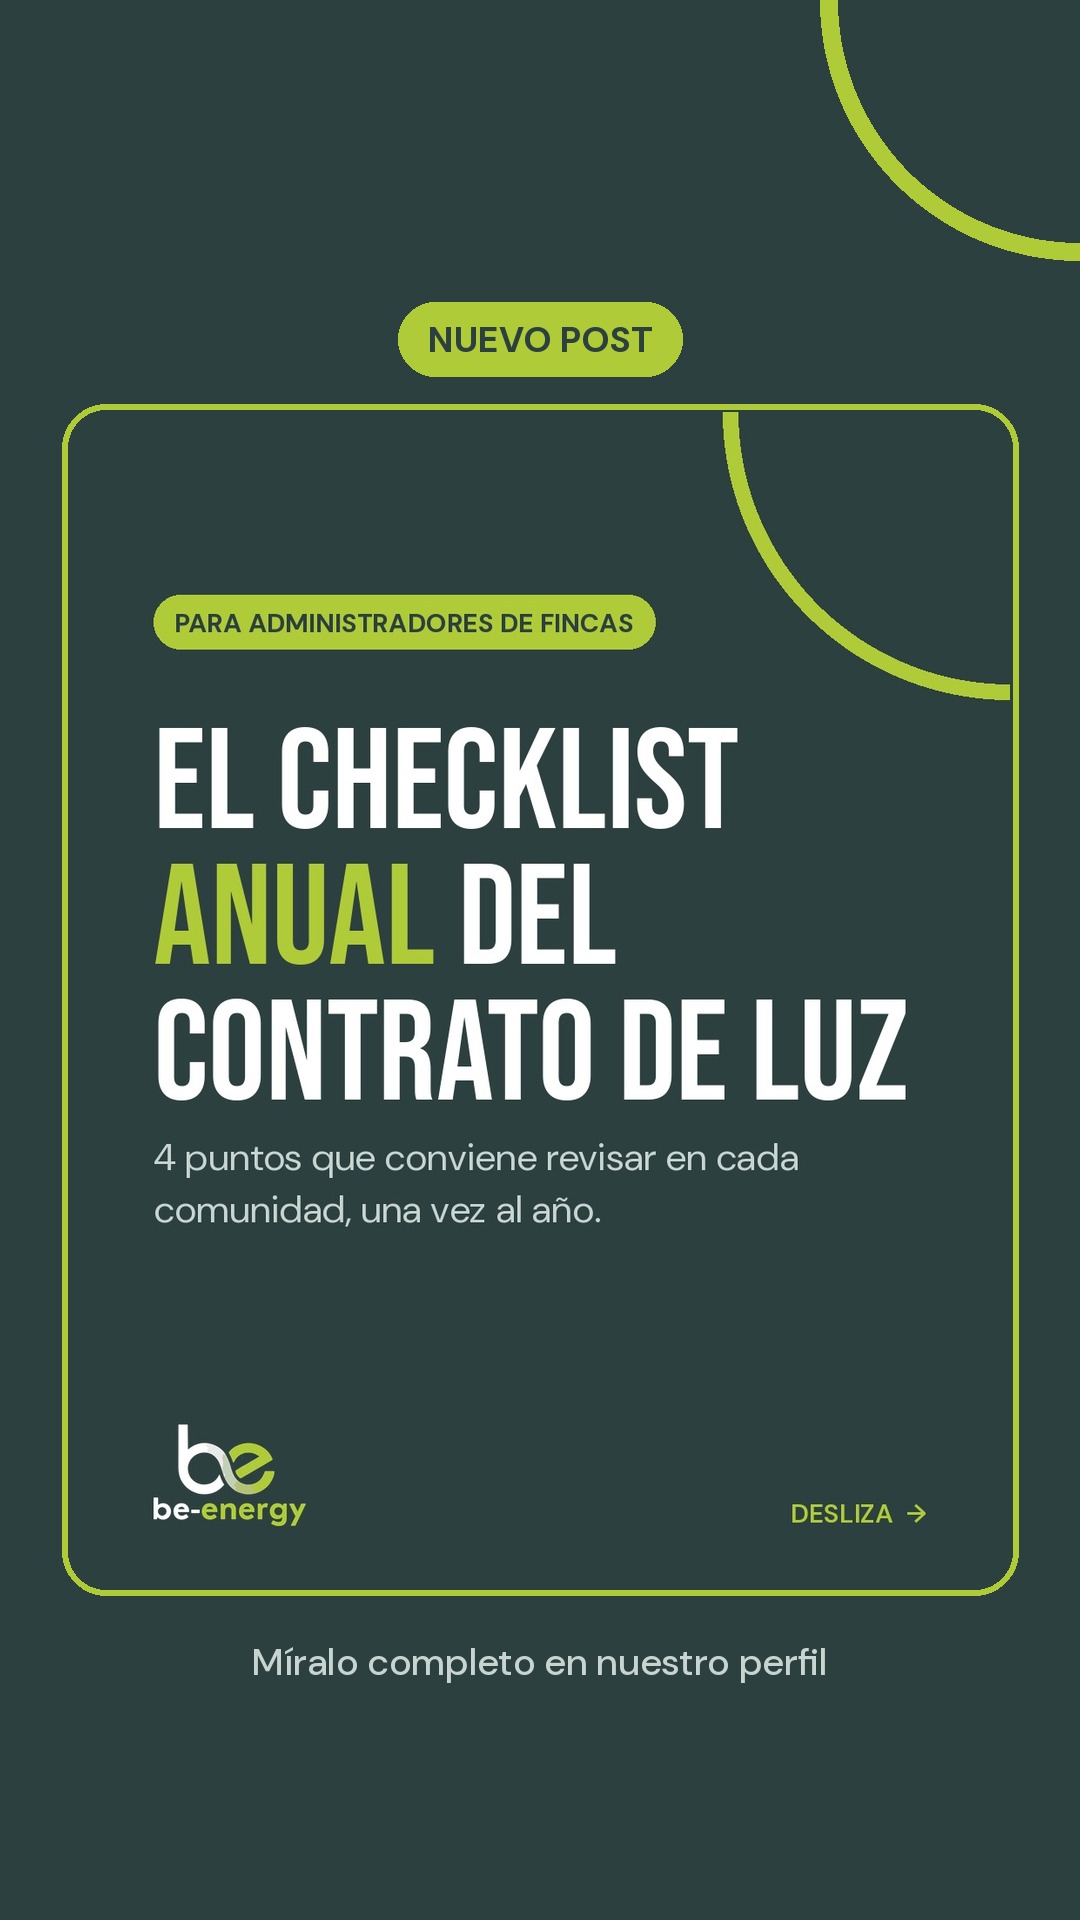 NUEVO POST
PARA ADMINISTRADORES DE FINCAS
EL CHECKLIST
ANUAL DEL
CONTRATO DE LUZ
4 puntos que conviene revisar en cada
comunidad, una vez al año.
be
be-energy
DESLIZA →
Míralo completo en nuestro perfil